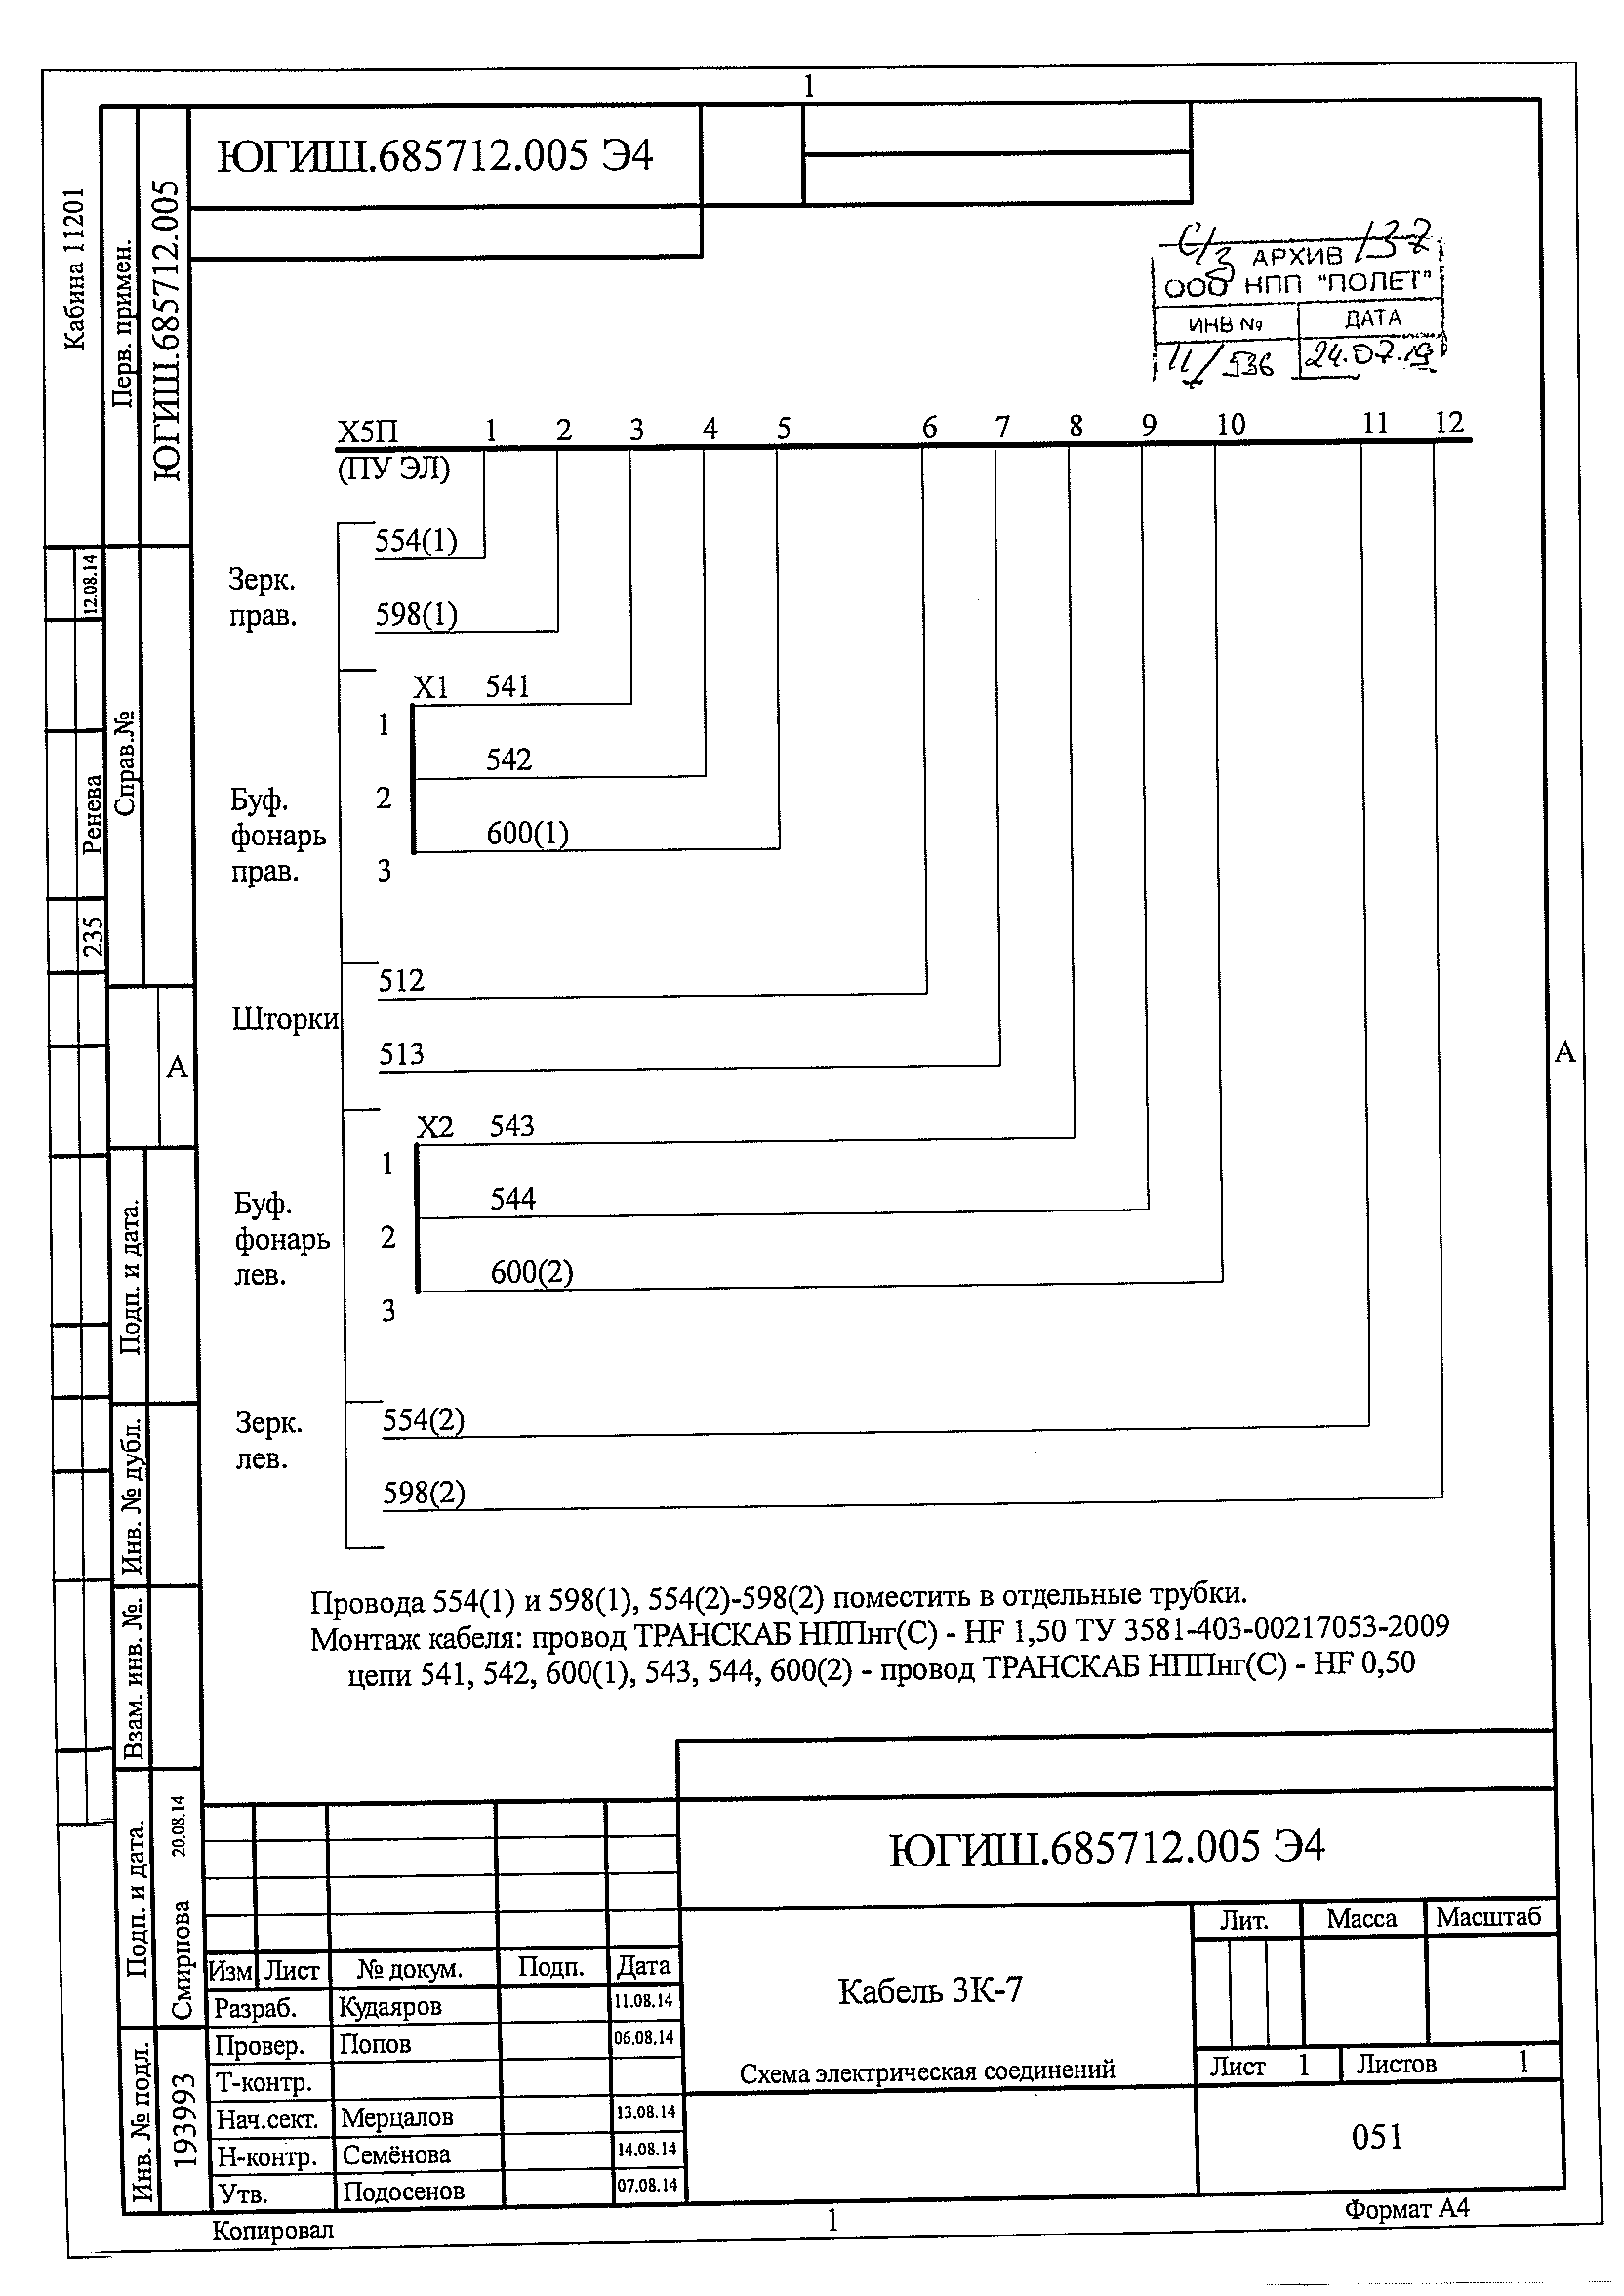 1
ЮГИШ.685712.005 Э4
Кабина 11201
Перв. примен.
ЮГИШ.685712.005
С/з АРХИВ 137
ООО НПП "ПОЛЕТ"
ИНВ № ДАТА
11/536 24.07.19
Х5П 1 2 3 4 5 6 7 8 9 10 11 12
(ПУ ЭЛ)
554(1)
Зерк.
прав.
598(1)
Х1 541
1
542
2
Буф.
фонарь
прав.
600(1)
3
512
Шторки
513
Х2 543
1
544
2
Буф.
фонарь
лев.
600(2)
3
554(2)
Зерк.
лев.
598(2)
12.08.14
Ренева
235
Справ.№
А
А
Подп. и дата.
Инв. № дубл.
Взам. инв. №.
Подп. и дата.
Смирнова 20.08.14
Инв. № подл.
193993
Провода 554(1) и 598(1), 554(2)-598(2) поместить в отдельные трубки.
Монтаж кабеля: провод ТРАНСКАБ НППнг(С) - HF 1,50 ТУ 3581-403-00217053-2009
цепи 541, 542, 600(1), 543, 544, 600(2) - провод ТРАНСКАБ НППнг(С) - HF 0,50
ЮГИШ.685712.005 Э4
Изм Лист № докум. Подп. Дата
Разраб. Кудаяров 11.08.14
Провер. Попов 06.08.14
Т-контр.
Нач.сект. Мерцалов 13.08.14
Н-контр. Семёнова 14.08.14
Утв. Подосенов 07.08.14
Кабель 3К-7
Схема электрическая соединений
Лит. Масса Масштаб
Лист 1 Листов 1
051
Копировал
1
Формат А4